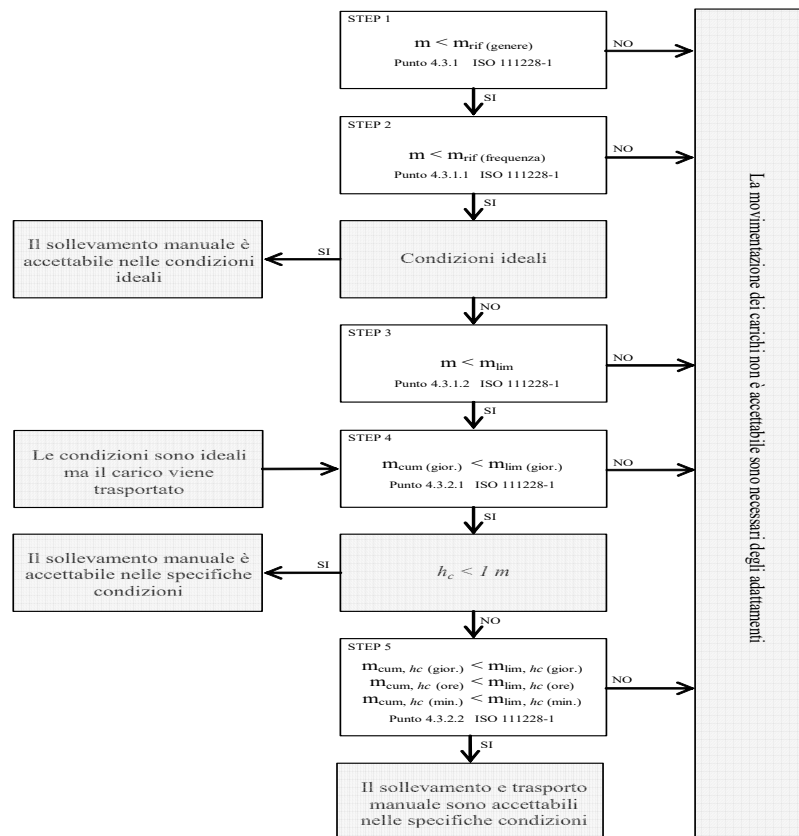 STEP 1
m < mrif (genere)
Punto 4.3.1 ISO 111228-1
NO
SI
STEP 2
m < mrif (frequenza)
Punto 4.3.1.1 ISO 111228-1
NO
SI
Il sollevamento manuale è
accettabile nelle condizioni
ideali
SI
Condizioni ideali
NO
STEP 3
m < mlim
Punto 4.3.1.2 ISO 111228-1
NO
SI
Le condizioni sono ideali
ma il carico viene
trasportato
STEP 4
mcum (gior.) < mlim (gior.)
Punto 4.3.2.1 ISO 111228-1
NO
SI
Il sollevamento manuale è
accettabile nelle specifiche
condizioni
SI
hc < 1 m
NO
STEP 5
mcum, hc (gior.) < mlim, hc (gior.)
mcum, hc (ore) < mlim, hc (ore)
mcum, hc (min.) < mlim, hc (min.)
Punto 4.3.2.2 ISO 111228-1
NO
SI
Il sollevamento e trasporto
manuale sono accettabili
nelle specifiche condizioni
La movimentazione dei carichi non è accettabile sono necessari degli adattamenti